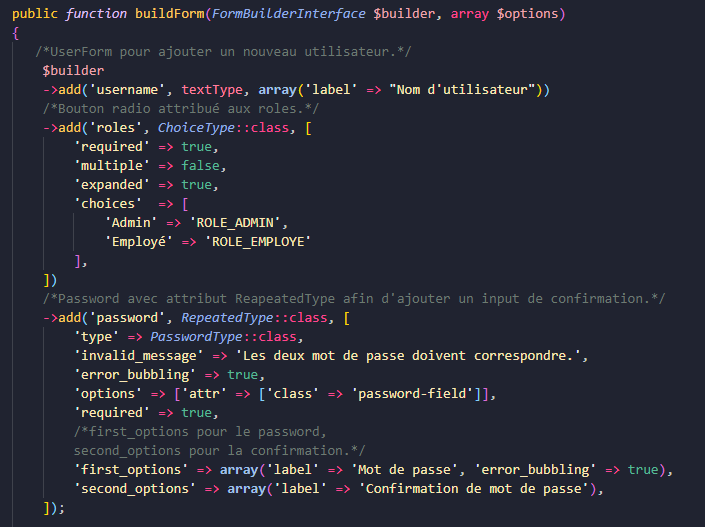 public function buildForm(FormBuilderInterface $builder, array $options)
{
/*UserForm pour ajouter un nouveau utilisateur.*/
$builder
->add('username', textType, array('label' => "Nom d'utilisateur"))
/*Bouton radio attribué aux roles.*/
->add('roles', ChoiceType::class, [
'required' => true,
'multiple' => false,
'expanded' => true,
'choices'  => [
'Admin' => 'ROLE_ADMIN',
'Employé' => 'ROLE_EMPLOYE'
],
])
/*Password avec attribut ReapeatedType afin d'ajouter un input de confirmation.*/
->add('password', RepeatedType::class, [
'type' => PasswordType::class,
'invalid_message' => 'Les deux mot de passe doivent correspondre.',
'error_bubbling' => true,
'options' => ['attr' => ['class' => 'password-field']],
'required' => true,
/*first_options pour le password,
second_options pour la confirmation.*/
'first_options' => array('label' => 'Mot de passe', 'error_bubbling' => true),
'second_options' => array('label' => 'Confirmation de mot de passe'),
]);